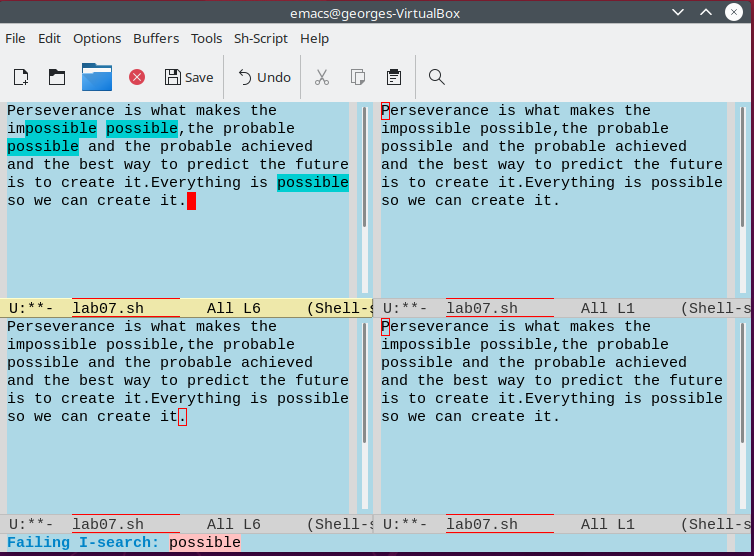 emacs@georges-VirtualBox
File Edit Options Buffers Tools Sh-Script Help
Save Undo
Perseverance is what makes the
impossible possible,the probable
possible and the probable achieved
and the best way to predict the future
is to create it.Everything is possible
so we can create it.
U:**- lab07.sh All L6 (Shell-s
Perseverance is what makes the
impossible possible,the probable
possible and the probable achieved
and the best way to predict the future
is to create it.Everything is possible
so we can create it.
U:**- lab07.sh All L1 (Shell-s
Perseverance is what makes the
impossible possible,the probable
possible and the probable achieved
and the best way to predict the future
is to create it.Everything is possible
so we can create it.
U:**- lab07.sh All L6 (Shell-s
Perseverance is what makes the
impossible possible,the probable
possible and the probable achieved
and the best way to predict the future
is to create it.Everything is possible
so we can create it.
U:**- lab07.sh All L1 (Shell-s
Failing I-search: possible